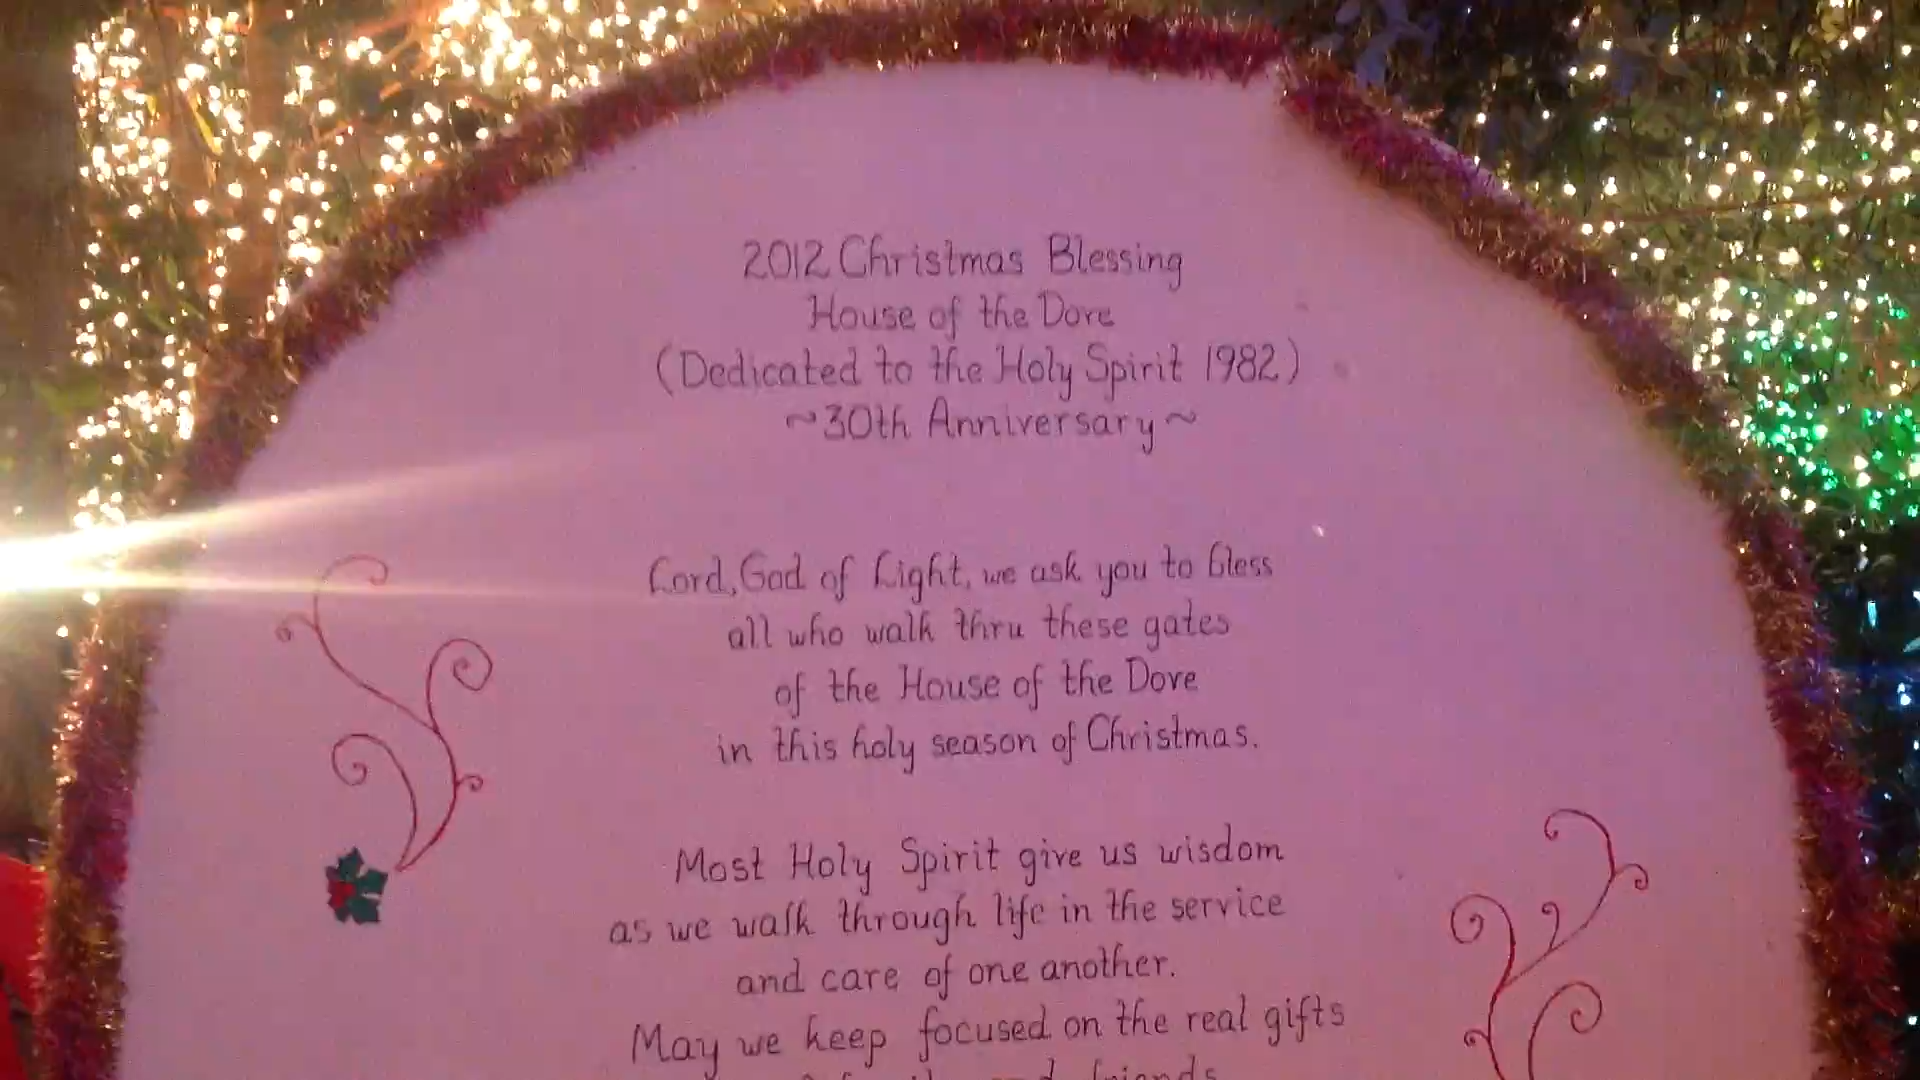 2012 Christmas Blessing
House of the Dove
(Dedicated to the Holy Spirit 1982)
~30th Anniversary~
Lord, God of Light, we ask you to bless
all who walk thru these gates
of the House of the Dove
in this holy season of Christmas.
Most Holy Spirit give us wisdom
as we walk through life in the service
and care of one another.
May we keep focused on the real gifts
friends